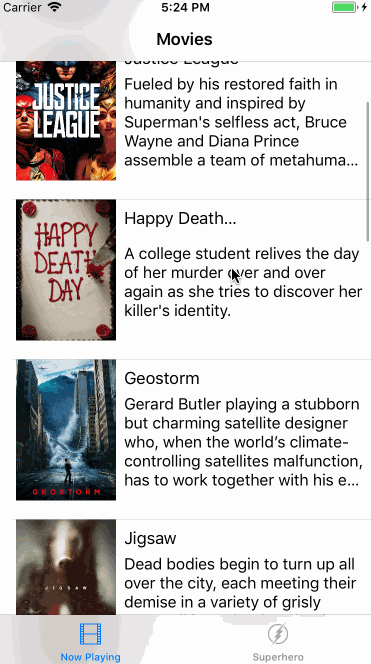 Carrier 5:24 PM
Movies
Justice League
JUSTICE
LEAGUE
Fueled by his restored faith in
humanity and inspired by
Superman's selfless act, Bruce
Wayne and Diana Prince
assemble a team of metahuma...
HAPPY
DEATH
DAY
Happy Death...
A college student relives the day
of her murder over and over
again as she tries to discover her
killer's identity.
GEOSTORM
Geostorm
Gerard Butler playing a stubborn
but charming satellite designer
who, when the world’s climate-
controlling satellites malfunction,
has to work together with his e...
JIGSAW
Jigsaw
Dead bodies begin to turn up all
over the city, each meeting their
demise in a variety of grisly
Now Playing
Superhero